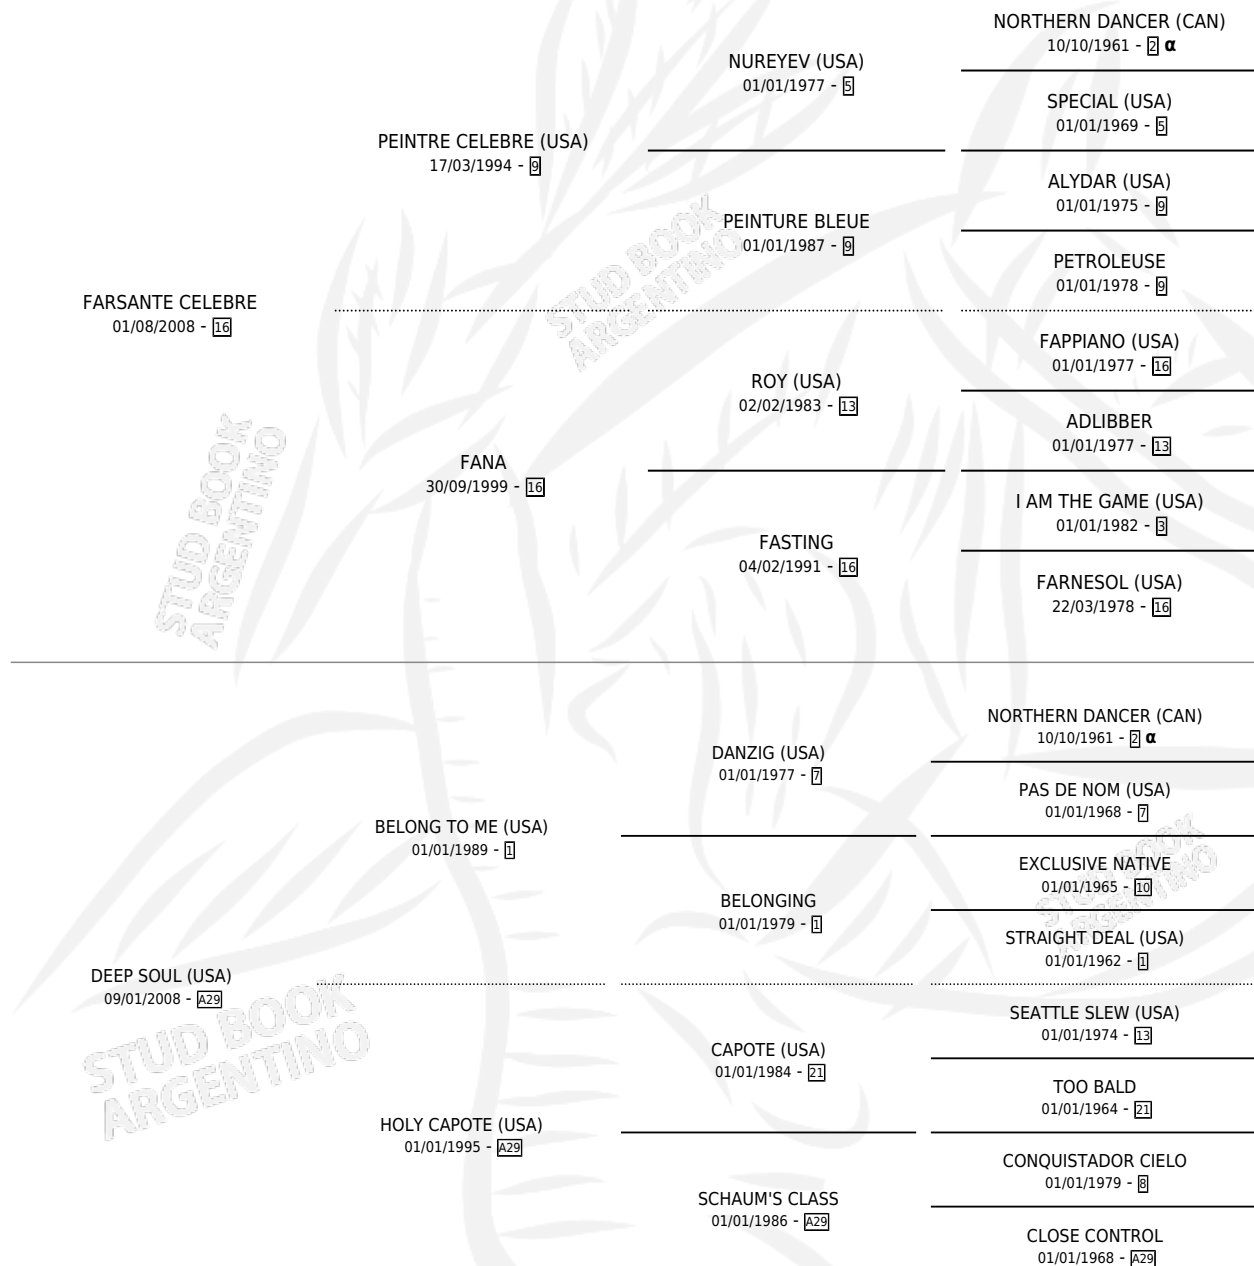 NORTHERN DANCER (CAN)
10/10/1961 - 2 α
NUREYEV (USA)
01/01/1977 - 5
SPECIAL (USA)
01/01/1969 - 5
PEINTRE CELEBRE (USA)
17/03/1994 - 9
ALYDAR (USA)
01/01/1975 - 9
PEINTURE BLEUE
01/01/1987 - 9
PETROLEUSE
01/01/1978 - 9
FARSANTE CELEBRE
01/08/2008 - 16
FAPPIANO (USA)
01/01/1977 - 16
ROY (USA)
02/02/1983 - 13
ADLIBBER
01/01/1977 - 13
FANA
30/09/1999 - 16
I AM THE GAME (USA)
01/01/1982 - 3
FASTING
04/02/1991 - 16
FARNESOL (USA)
22/03/1978 - 16
NORTHERN DANCER (CAN)
10/10/1961 - 2 α
DANZIG (USA)
01/01/1977 - 7
PAS DE NOM (USA)
01/01/1968 - 7
BELONG TO ME (USA)
01/01/1989 - 1
EXCLUSIVE NATIVE
01/01/1965 - 10
BELONGING
01/01/1979 - 1
STRAIGHT DEAL (USA)
01/01/1962 - 1
DEEP SOUL (USA)
09/01/2008 - A29
SEATTLE SLEW (USA)
01/01/1974 - 13
CAPOTE (USA)
01/01/1984 - 21
TOO BALD
01/01/1964 - 21
HOLY CAPOTE (USA)
01/01/1995 - A29
CONQUISTADOR CIELO
01/01/1979 - 8
SCHAUM'S CLASS
01/01/1986 - A29
CLOSE CONTROL
01/01/1968 - A29
STUD BOOK
ARGENTINO
STUD BOOK
ARGENTINO
STUD BOOK
ARGENTINO
STUD BOOK
ARGENTINO